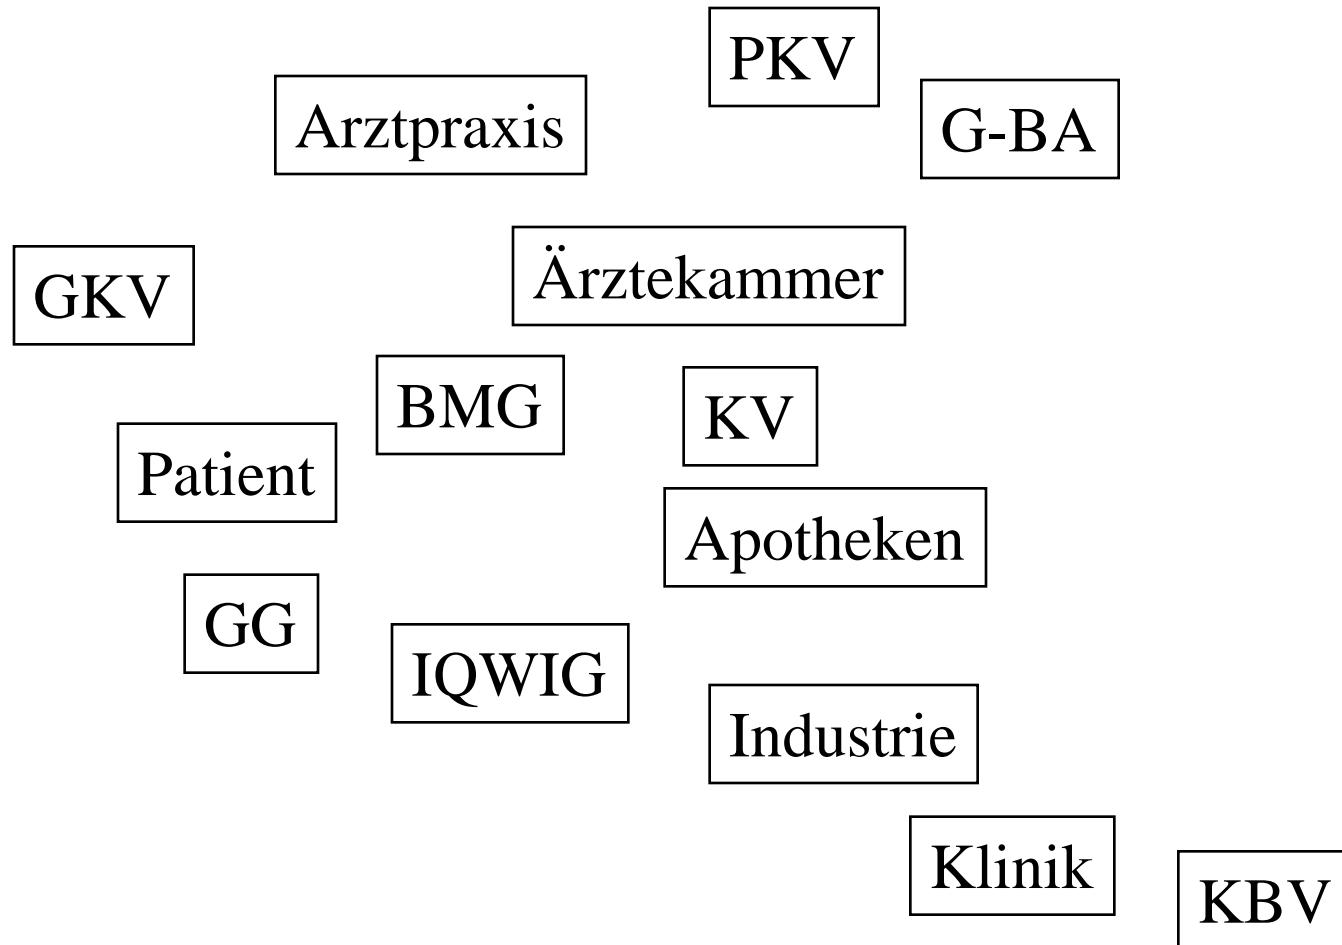 PKV
Arztpraxis
G-BA
Ärztekammer
GKV
BMG
KV
Patient
Apotheken
GG
IQWIG
Industrie
Klinik
KBV